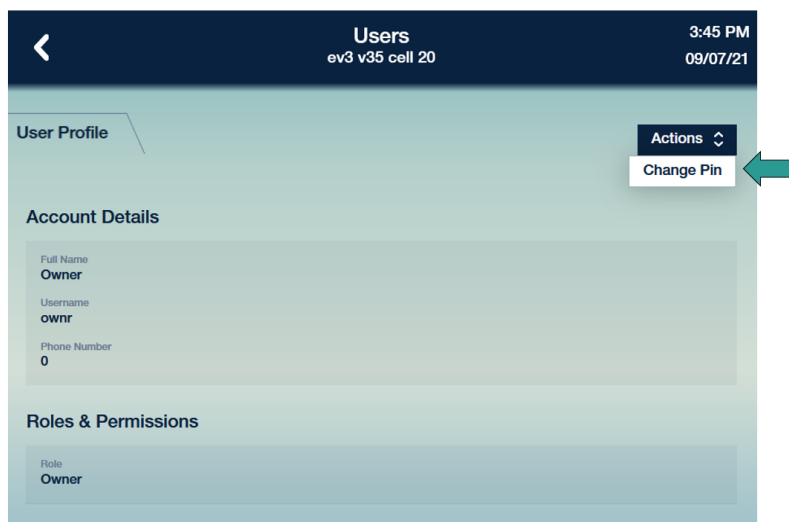 Users
ev3 v35 cell 20
3:45 PM
09/07/21
User Profile
Actions
Change Pin
Account Details
Full Name
Owner
Username
ownr
Phone Number
0
Roles & Permissions
Role
Owner